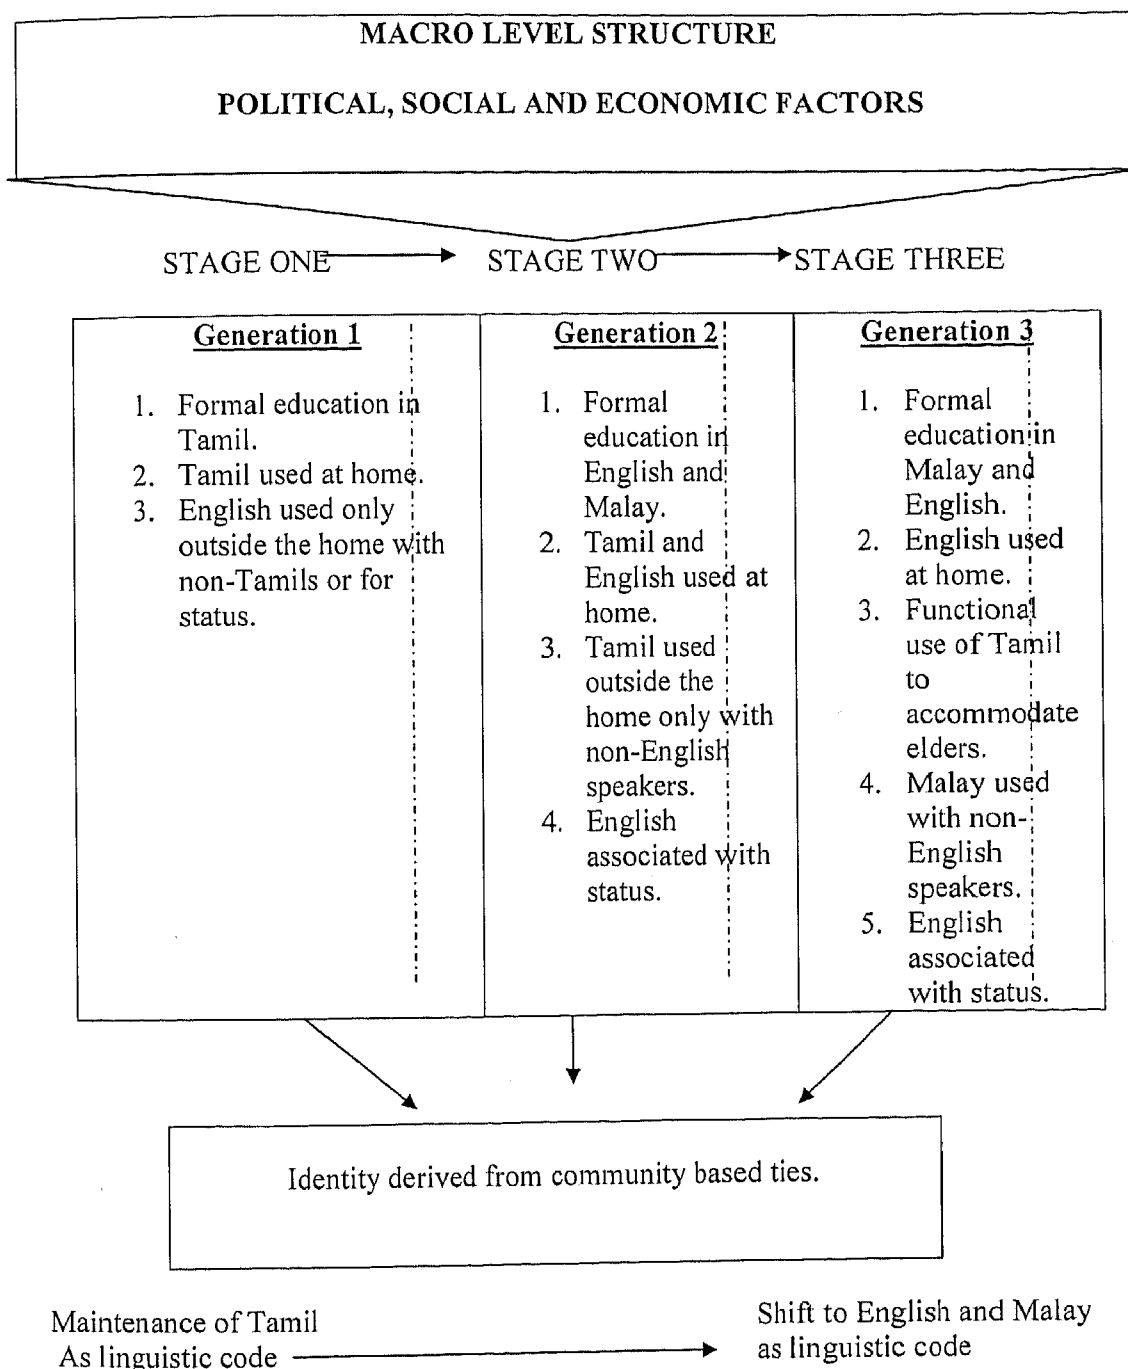 MACRO LEVEL STRUCTURE
POLITICAL, SOCIAL AND ECONOMIC FACTORS
STAGE ONE
STAGE TWO
STAGE THREE
Generation 1
1. Formal education in
Tamil.
2. Tamil used at home.
3. English used only
outside the home with
non-Tamils or for
status.
Generation 2
1. Formal
education in
English and
Malay.
2. Tamil and
English used at
home.
3. Tamil used
outside the
home only with
non-English
speakers.
4. English
associated with
status.
Generation 3
1. Formal
education in
Malay and
English.
2. English used
at home.
3. Functional
use of Tamil
to
accommodate
elders.
4. Malay used
with non-
English
speakers.
5. English
associated
with status.
Identity derived from community based ties.
Maintenance of Tamil
As linguistic code
Shift to English and Malay
as linguistic code